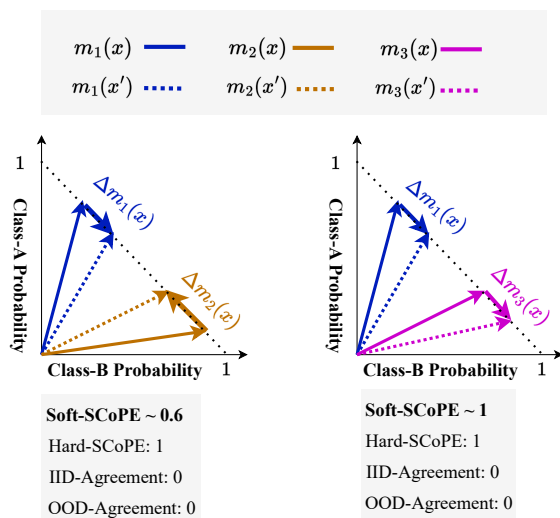 m₁(x) m₂(x) m₃(x)
m₁(x′) m₂(x′) m₃(x′)
1
Class-A Probability
Δm₁(x)
Δm₂(x)
1
Class-B Probability
Soft-SCoPE ~ 0.6
Hard-SCoPE: 1
IID-Agreement: 0
OOD-Agreement: 0
1
Class-A Probability
Δm₁(x)
Δm₃(x)
1
Class-B Probability
Soft-SCoPE ~ 1
Hard-SCoPE: 1
IID-Agreement: 0
OOD-Agreement: 0